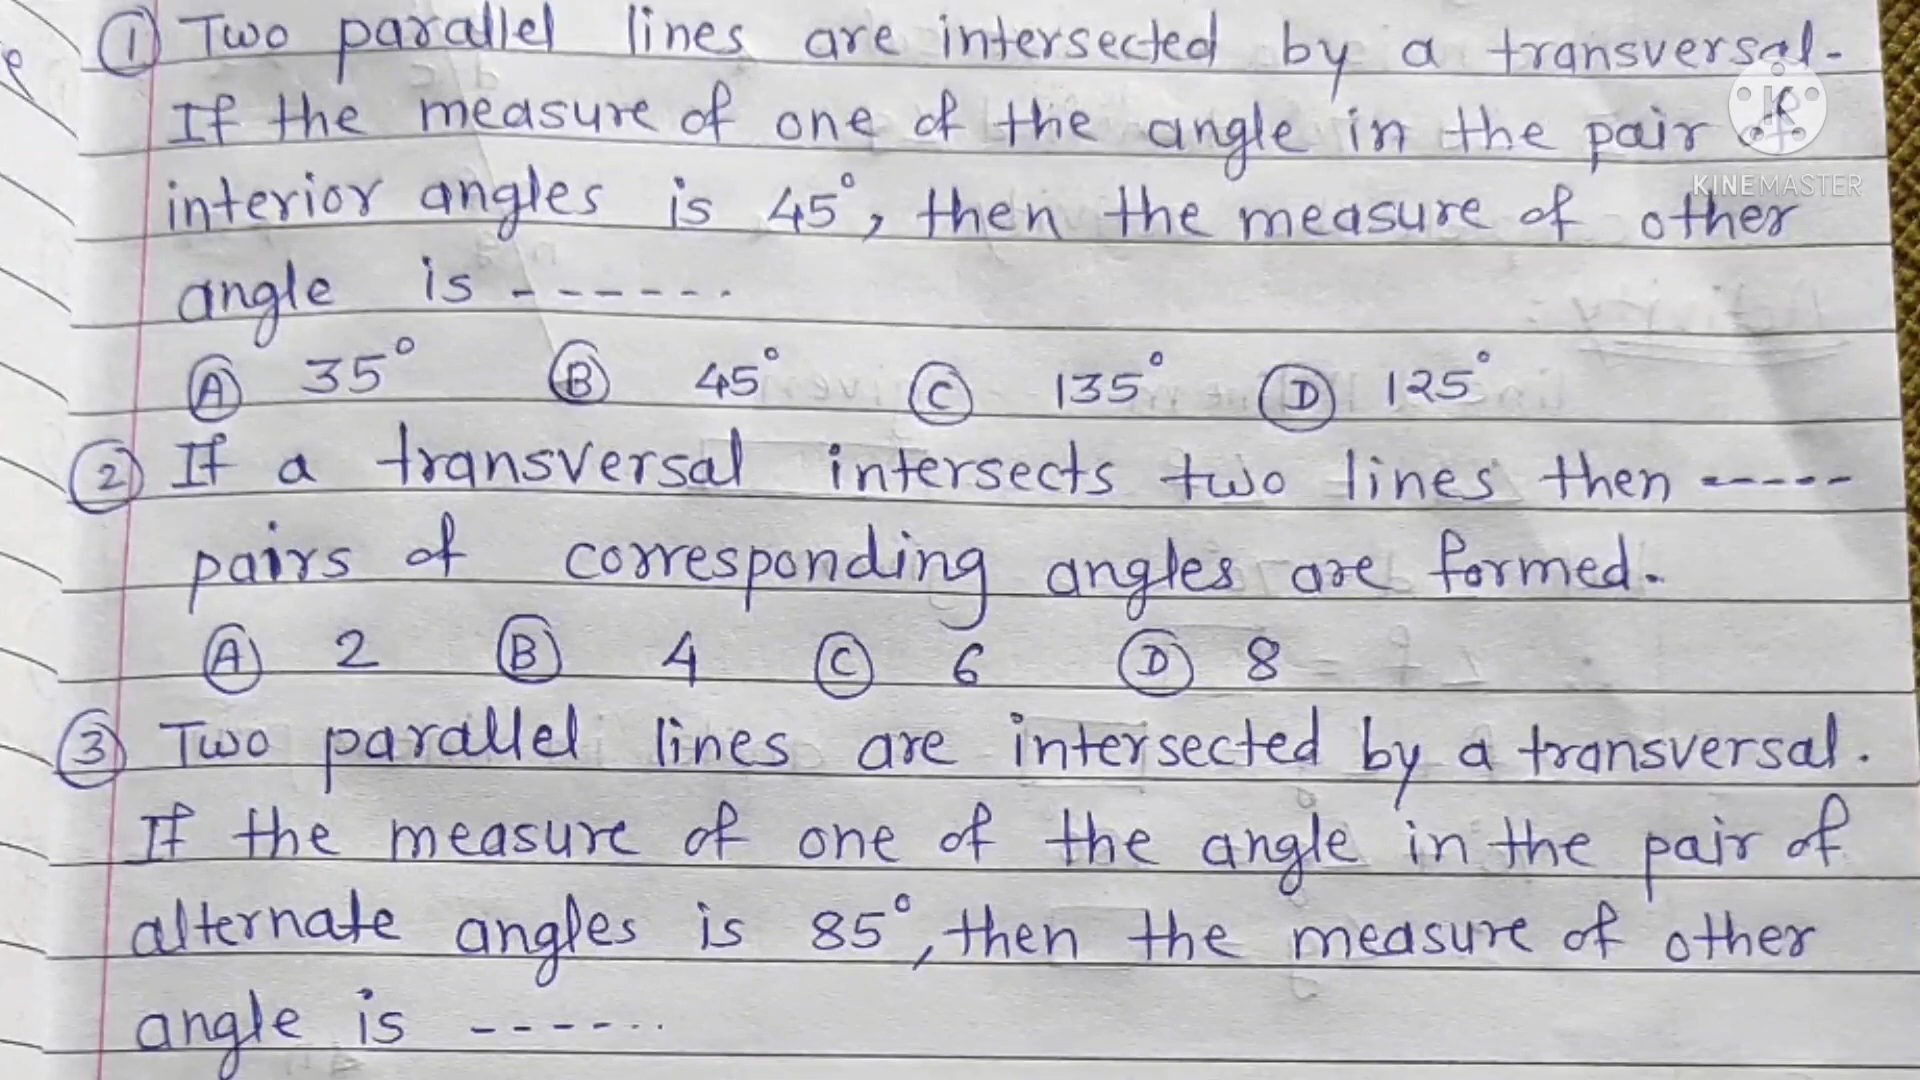 ① Two parallel lines are intersected by a transversal.
If the measure of one of the angle in the pair of
KINEMASTER
interior angles is 45°, then the measure of other
angle is ------.
Ⓐ 35° Ⓑ 45° Ⓒ 135° Ⓓ 125°
② If a transversal intersects two lines then -----
pairs of corresponding angles are formed.
Ⓐ 2 Ⓑ 4 Ⓒ 6 Ⓓ 8
③ Two parallel lines are intersected by a transversal.
If the measure of one of the angle in the pair of
alternate angles is 85°, then the measure of other
angle is ------.